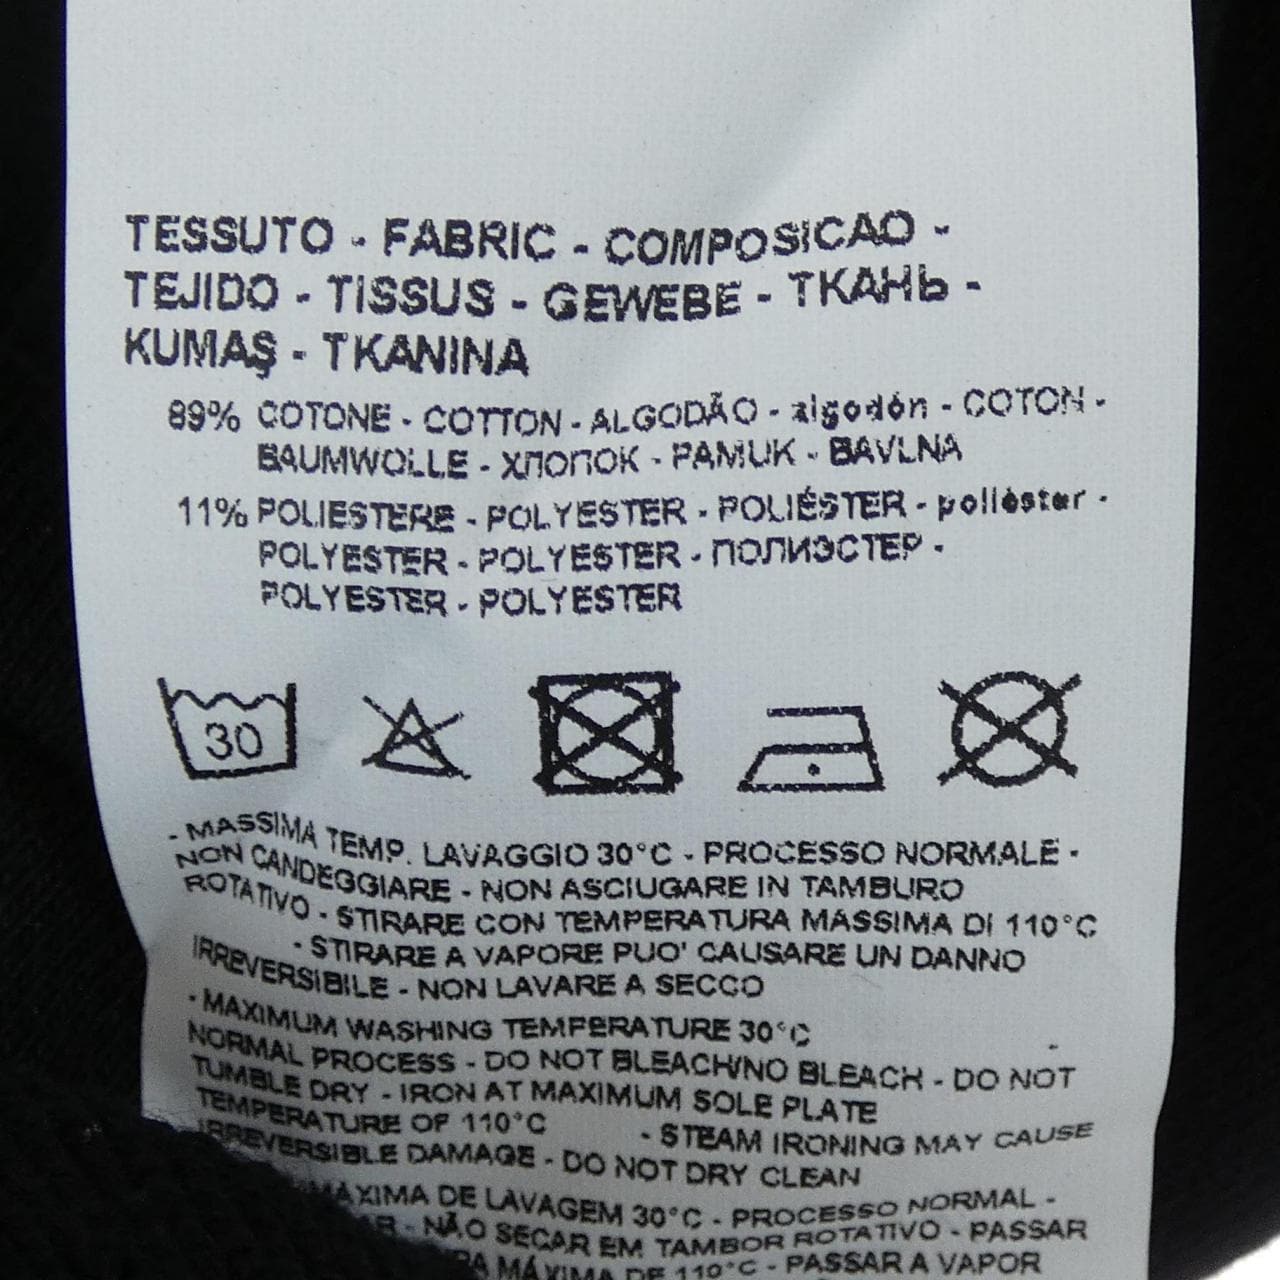 TESSUTO - FABRIC - COMPOSICAO -
TEJIDO - TISSUS - GEWEBE - ТКАНЬ -
KUMAŞ - TKANINA
89% COTONE - COTTON - ALGODÃO - algodón - COTON -
BAUMWOLLE - ХЛОПОК - PAMUK - BAVLNA
11% POLIESTERE - POLYESTER - POLIÉSTER - poliéster -
POLYESTER - POLYESTER - ПОЛИЭСТЕР -
POLYESTER - POLYESTER
30
- MASSIMA TEMP. LAVAGGIO 30°C - PROCESSO NORMALE -
NON CANDEGGIARE - NON ASCIUGARE IN TAMBURO
ROTATIVO - STIRARE CON TEMPERATURA MASSIMA DI 110°C
- STIRARE A VAPORE PUO' CAUSARE UN DANNO
IRREVERSIBILE - NON LAVARE A SECCO
- MAXIMUM WASHING TEMPERATURE 30°C
NORMAL PROCESS - DO NOT BLEACH/NO BLEACH - DO NOT
TUMBLE DRY - IRON AT MAXIMUM SOLE PLATE
TEMPERATURE OF 110°C - STEAM IRONING MAY CAUSE
IRREVERSIBLE DAMAGE - DO NOT DRY CLEAN
MAXIMA DE LAVAGEM 30°C - PROCESSO NORMAL -
- NÃO SECAR EM TAMBOR ROTATIVO - PASSAR
MÁXIMA DE 110°C - PASSAR A VAPOR